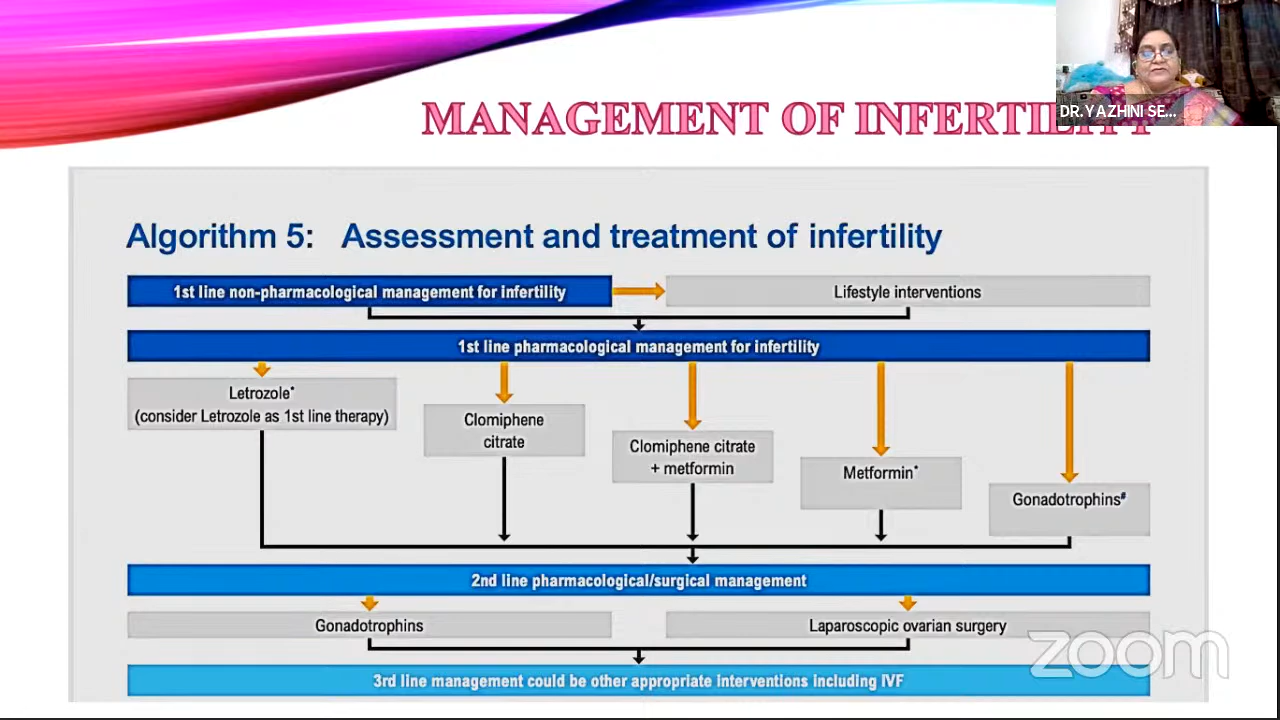 DR.YAZHINI SE...
MANAGEMENT OF INFERTILITY
Algorithm 5: Assessment and treatment of infertility
1st line non-pharmacological management for infertility
Lifestyle interventions
1st line pharmacological management for infertility
Letrozole*
(consider Letrozole as 1st line therapy)
Clomiphene
citrate
Clomiphene citrate
+ metformin
Metformin*
Gonadotrophins#
2nd line pharmacological/surgical management
Gonadotrophins
Laparoscopic ovarian surgery
zoom
3rd line management could be other appropriate interventions including IVF